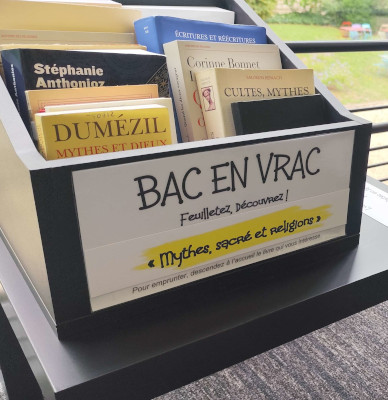 ÉCRITURES et RÉÉCRITURES
Stéphane
Anthonioz
Corinne Bonnet
CULTES, MYTHES
DUMÉZIL
MYTHES ET DIEUX
BAC EN VRAC
Feuilletez, Découvrez !
« Mythes, sacré et religions »
Pour emprunter, descendez à l'accueil le livre qui vous intéresse